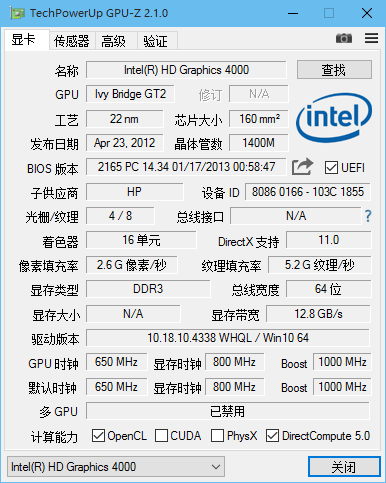 TechPowerUp GPU-Z 2.1.0
显卡 传感器 高级 验证
名称 Intel(R) HD Graphics 4000 查找
GPU Ivy Bridge GT2 修订 N/A
工艺 22 nm 芯片大小 160 mm²
发布日期 Apr 23, 2012 晶体管数 1400M
intel
BIOS 版本 2165 PC 14.34 01/17/2013 00:58:47 UEFI
子供应商 HP 设备 ID 8086 0166 - 103C 1855
光栅/纹理 4 / 8 总线接口 N/A ?
着色器 16 单元 DirectX 支持 11.0
像素填充率 2.6 G 像素/秒 纹理填充率 5.2 G 纹理/秒
显存类型 DDR3 总线宽度 64 位
显存大小 N/A 显存带宽 12.8 GB/s
驱动版本 10.18.10.4338 WHQL / Win10 64
GPU 时钟 650 MHz 显存时钟 800 MHz Boost 1000 MHz
默认时钟 650 MHz 显存时钟 800 MHz Boost 1000 MHz
多 GPU 已禁用
计算能力 OpenCL CUDA PhysX DirectCompute 5.0
Intel(R) HD Graphics 4000 关闭